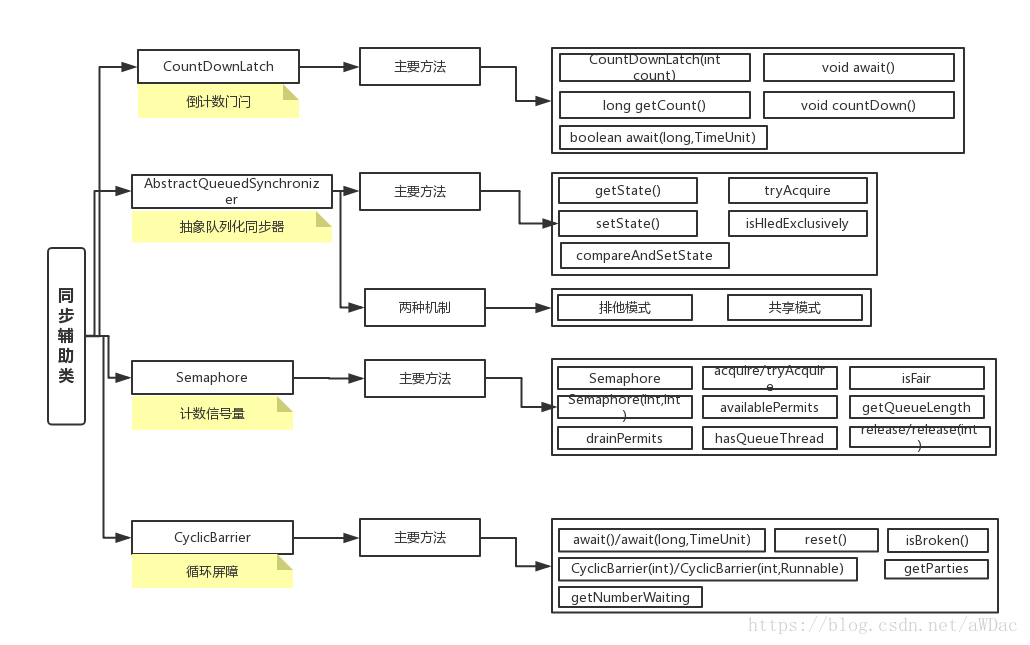 同步辅助类
CountDownLatch
倒计数门闩
主要方法
CountDownLatch(int
count)
void await()
long getCount()
void countDown()
boolean await(long,TimeUnit)
AbstractQueuedSynchroniz
er
抽象队列化同步器
主要方法
getState()
tryAcquire
setState()
isHledExclusively
compareAndSetState
两种机制
排他模式
共享模式
Semaphore
计数信号量
主要方法
Semaphore
acquire/tryAcquir
e
isFair
Semaphore(int,int
)
availablePermits
getQueueLength
drainPermits
hasQueueThread
release/release(int
)
CyclicBarrier
循环屏障
主要方法
await()/await(long,TimeUnit)
reset()
isBroken()
CyclicBarrier(int)/CyclicBarrier(int,Runnable)
getParties
getNumberWaiting
https://blog.csdn.net/aWDac